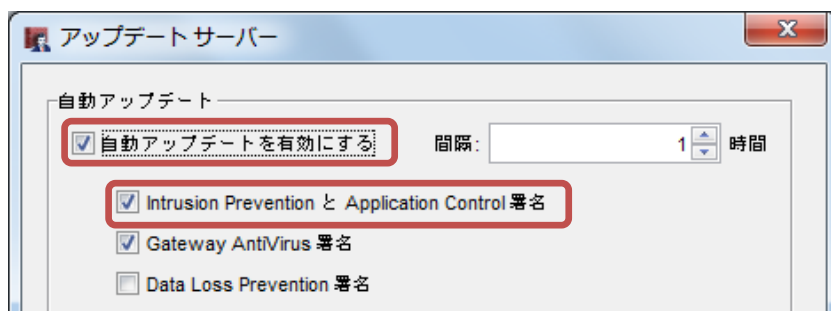 アップデート サーバー
自動アップデート
自動アップデートを有効にする 間隔: 1 時間
Intrusion Prevention と Application Control 署名
Gateway AntiVirus 署名
Data Loss Prevention 署名